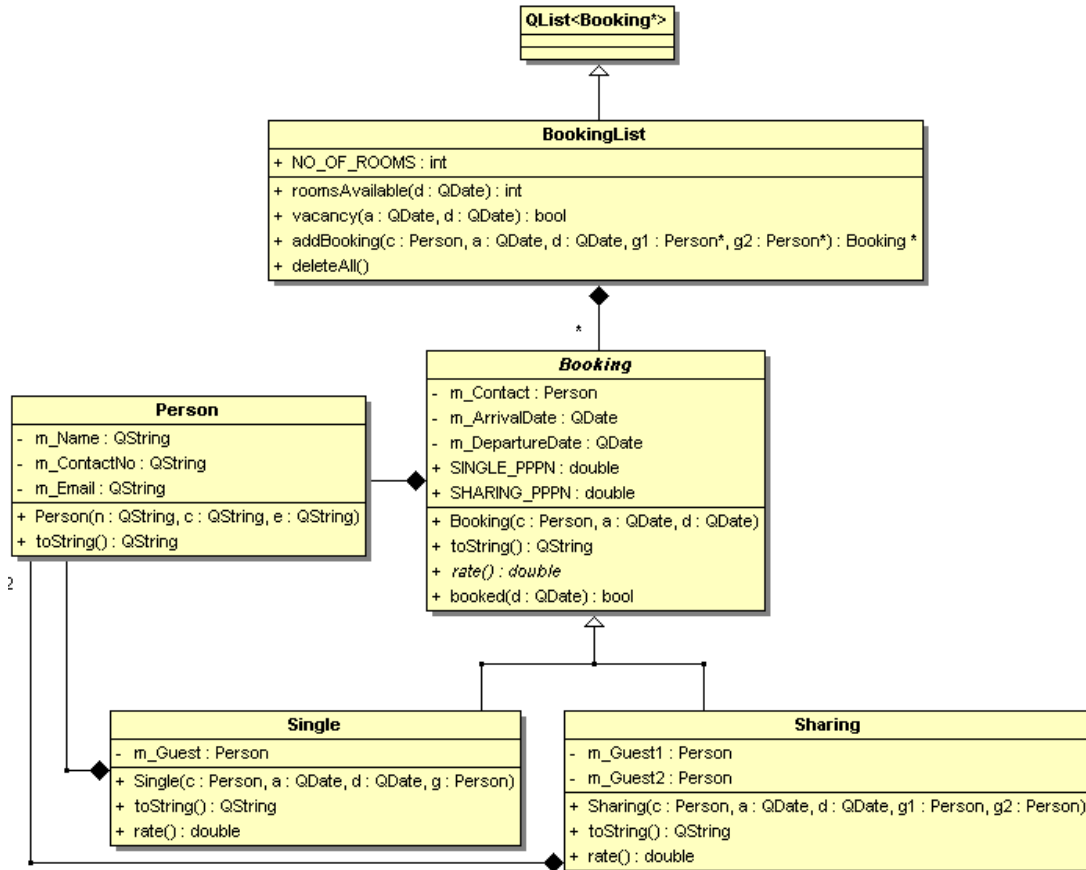 QList<Booking*>
BookingList
+ NO_OF_ROOMS : int
+ roomsAvailable(d : QDate) : int
+ vacancy(a : QDate, d : QDate) : bool
+ addBooking(c : Person, a : QDate, d : QDate, g1 : Person*, g2 : Person*) : Booking *
+ deleteAll()
*
Booking
- m_Contact : Person
- m_ArrivalDate : QDate
- m_DepartureDate : QDate
+ SINGLE_PPPN : double
+ SHARING_PPPN : double
+ Booking(c : Person, a : QDate, d : QDate)
+ toString() : QString
+ rate() : double
+ booked(d : QDate) : bool
Person
- m_Name : QString
- m_ContactNo : QString
- m_Email : QString
+ Person(n : QString, c : QString, e : QString)
+ toString() : QString
2
Single
- m_Guest : Person
+ Single(c : Person, a : QDate, d : QDate, g : Person)
+ toString() : QString
+ rate() : double
Sharing
- m_Guest1 : Person
- m_Guest2 : Person
+ Sharing(c : Person, a : QDate, d : QDate, g1 : Person, g2 : Person)
+ toString() : QString
+ rate() : double